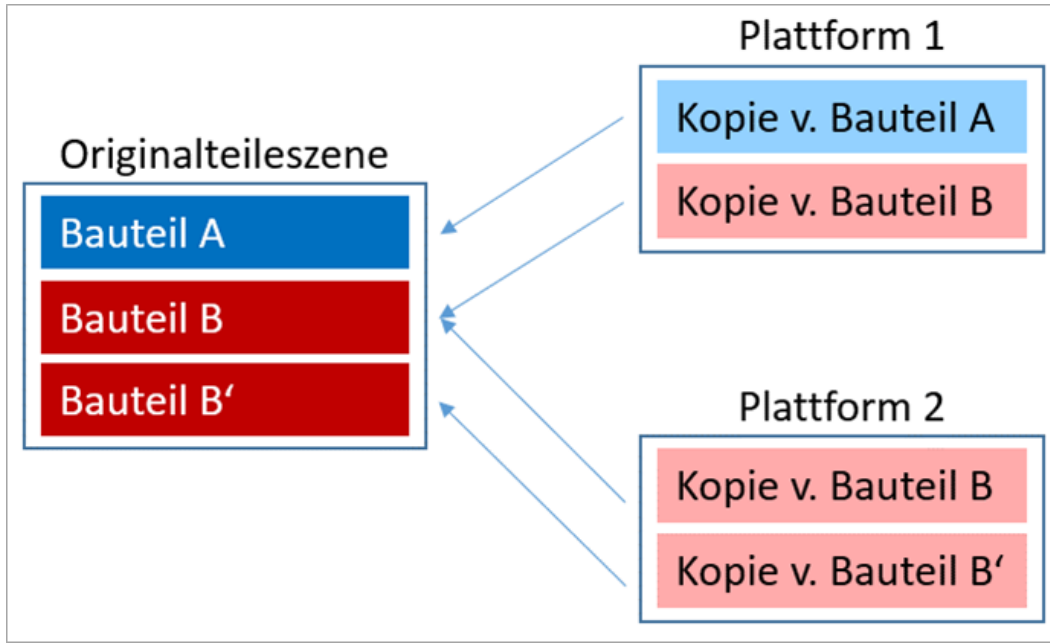 Originalteileszene
Bauteil A
Bauteil B
Bauteil B‘
Plattform 1
Kopie v. Bauteil A
Kopie v. Bauteil B
Plattform 2
Kopie v. Bauteil B
Kopie v. Bauteil B‘